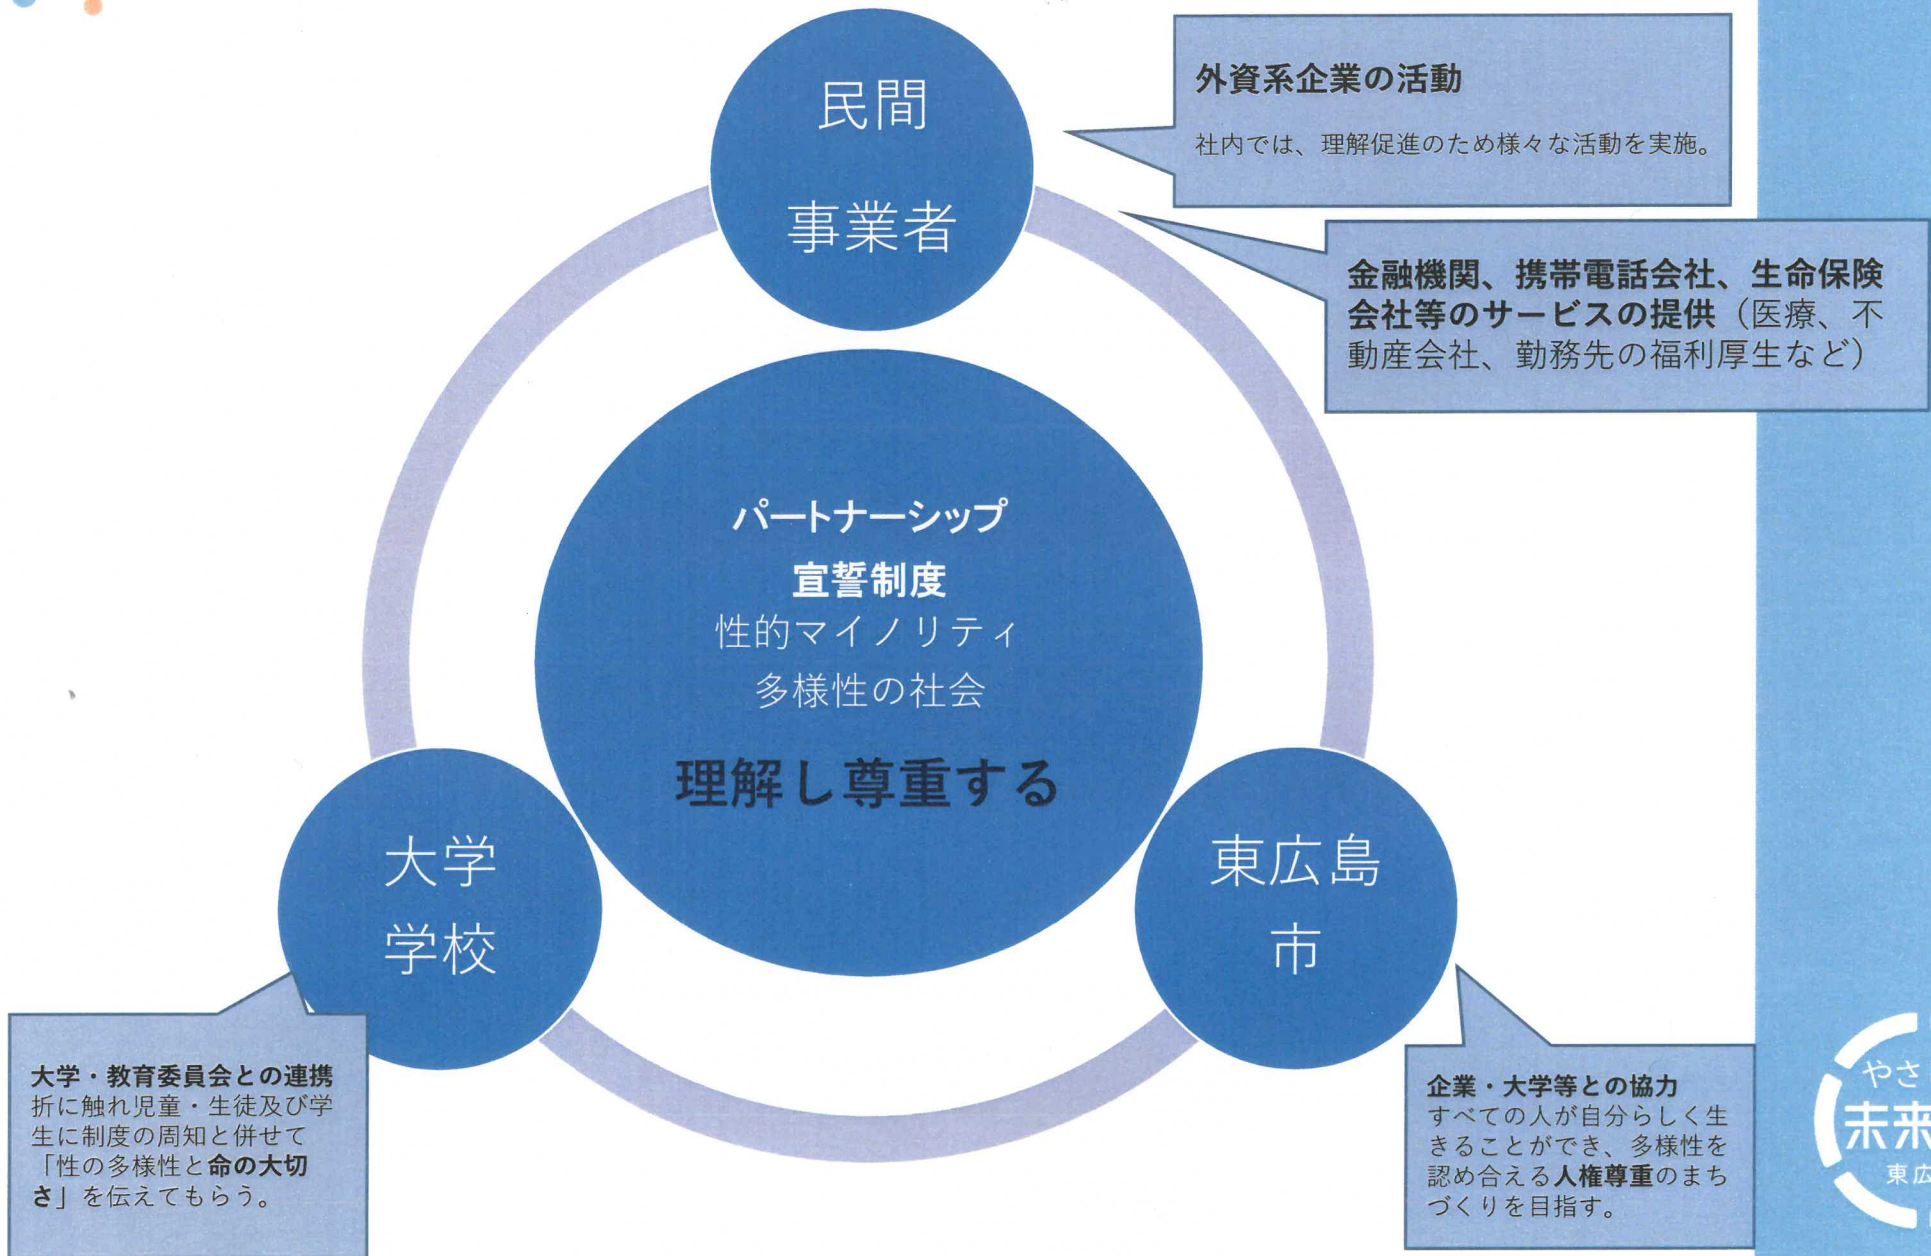 民間
事業者
外資系企業の活動
社内では、理解促進のため様々な活動を実施。
金融機関、携帯電話会社、生命保険
会社等のサービスの提供（医療、不
動産会社、勤務先の福利厚生など）
パートナーシップ
宣誓制度
性的マイノリティ
多様性の社会
理解し尊重する
大学
学校
東広島
市
大学・教育委員会との連携
折に触れ児童・生徒及び学
生に制度の周知と併せて
「性の多様性と命の大切
さ」を伝えてもらう。
企業・大学等との協力
すべての人が自分らしく生
きることができ、多様性を
認め合える人権尊重のまち
づくりを目指す。
やさ
未来
東広